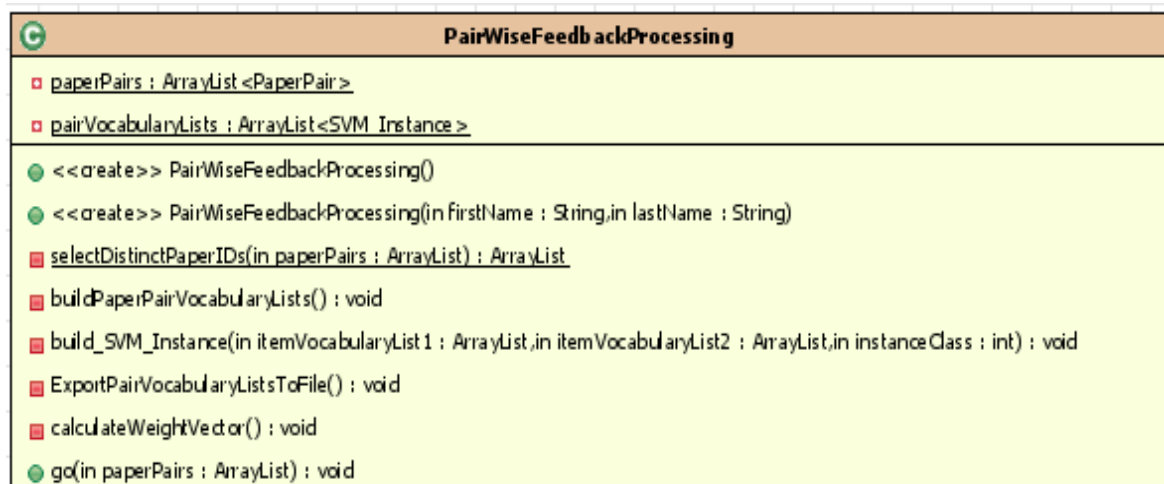 C
PairWiseFeedbackProcessing
paperPairs : ArrayList<PaperPair>
pairVocabularyLists : ArrayList<SVM_Instance>
<<create>> PairWiseFeedbackProcessing()
<<create>> PairWiseFeedbackProcessing(in firstName : String,in lastName : String)
selectDistinctPaperIDs(in paperPairs : ArrayList) : ArrayList
buildPaperPairVocabularyLists() : void
build_SVM_Instance(in itemVocabularyList1 : ArrayList,in itemVocabularyList2 : ArrayList,in instanceClass : int) : void
ExportPairVocabularyListsToFile() : void
calculateWeightVector() : void
go(in paperPairs : ArrayList) : void